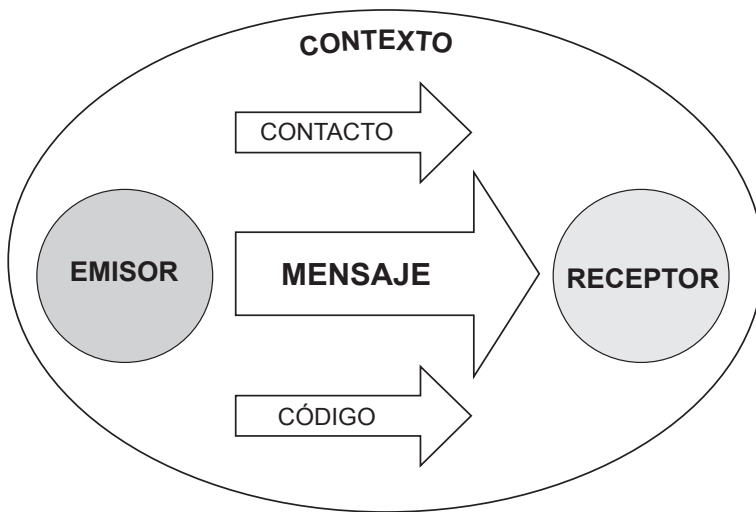 CONTEXTO
CONTACTO
EMISOR
MENSAJE
RECEPTOR
CÓDIGO